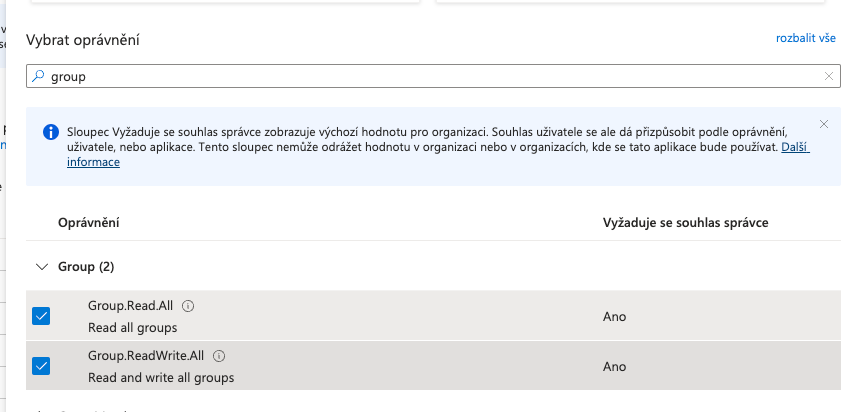 Vybrat oprávnění
rozbalit vše
group
Sloupec Vyžaduje se souhlas správce zobrazuje výchozí hodnotu pro organizaci. Souhlas uživatele se ale dá přizpůsobit podle oprávnění,
uživatele, nebo aplikace. Tento sloupec nemůže odrážet hodnotu v organizaci nebo v organizacích, kde se tato aplikace bude používat. Další
informace
Oprávnění
Vyžaduje se souhlas správce
Group (2)
Group.Read.All
Read all groups
Ano
Group.ReadWrite.All
Read and write all groups
Ano